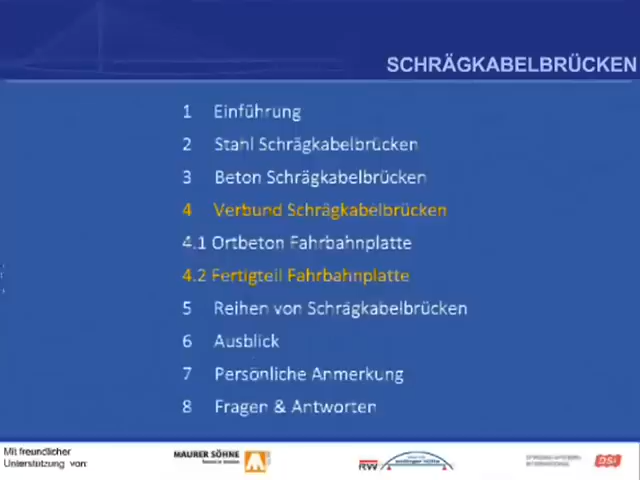 SCHRÄGKABELBRÜCKEN
1 Einführung
2 Stahl Schrägkabelbrücken
3 Beton Schrägkabelbrücken
4 Verbund Schrägkabelbrücken
4.1 Ortbeton Fahrbahnplatte
4.2 Fertigteil Fahrbahnplatte
5 Reihen von Schrägkabelbrücken
6 Ausblick
7 Persönliche Anmerkung
8 Fragen & Antworten
Mit freundlicher
Unterstützung von:
MAURER SÖHNE
RW
DSI